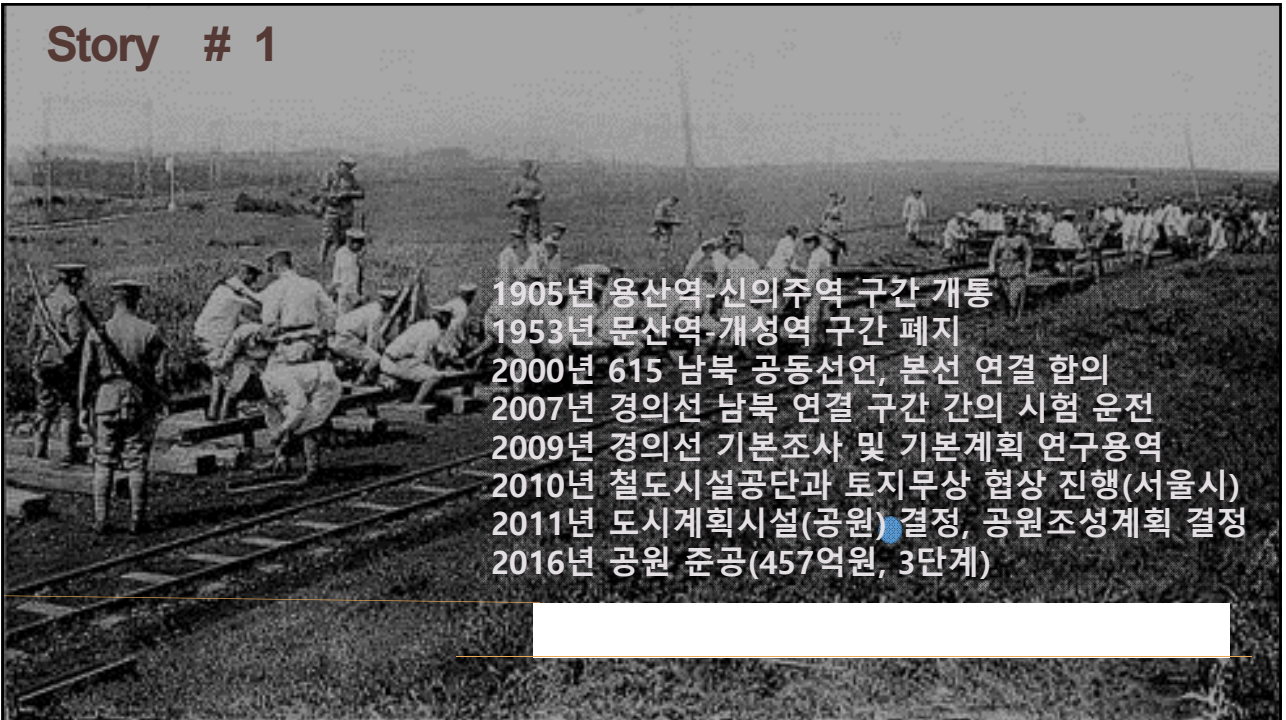 Story # 1
1905년 용산역-신의주역 구간 개통
1953년 문산역-개성역 구간 폐지
2000년 615 남북 공동선언, 본선 연결 합의
2007년 경의선 남북 연결 구간 간의 시험 운전
2009년 경의선 기본조사 및 기본계획 연구용역
2010년 철도시설공단과 토지무상 협상 진행(서울시)
2011년 도시계획시설(공원) 결정, 공원조성계획 결정
2016년 공원 준공(457억원, 3단계)